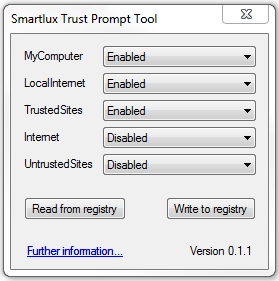 Smartlux Trust Prompt Tool
MyComputer Enabled
LocalInternet Enabled
TrustedSites Enabled
Internet Disabled
UntrustedSites Disabled
Read from registry Write to registry
Further information... Version 0.1.1